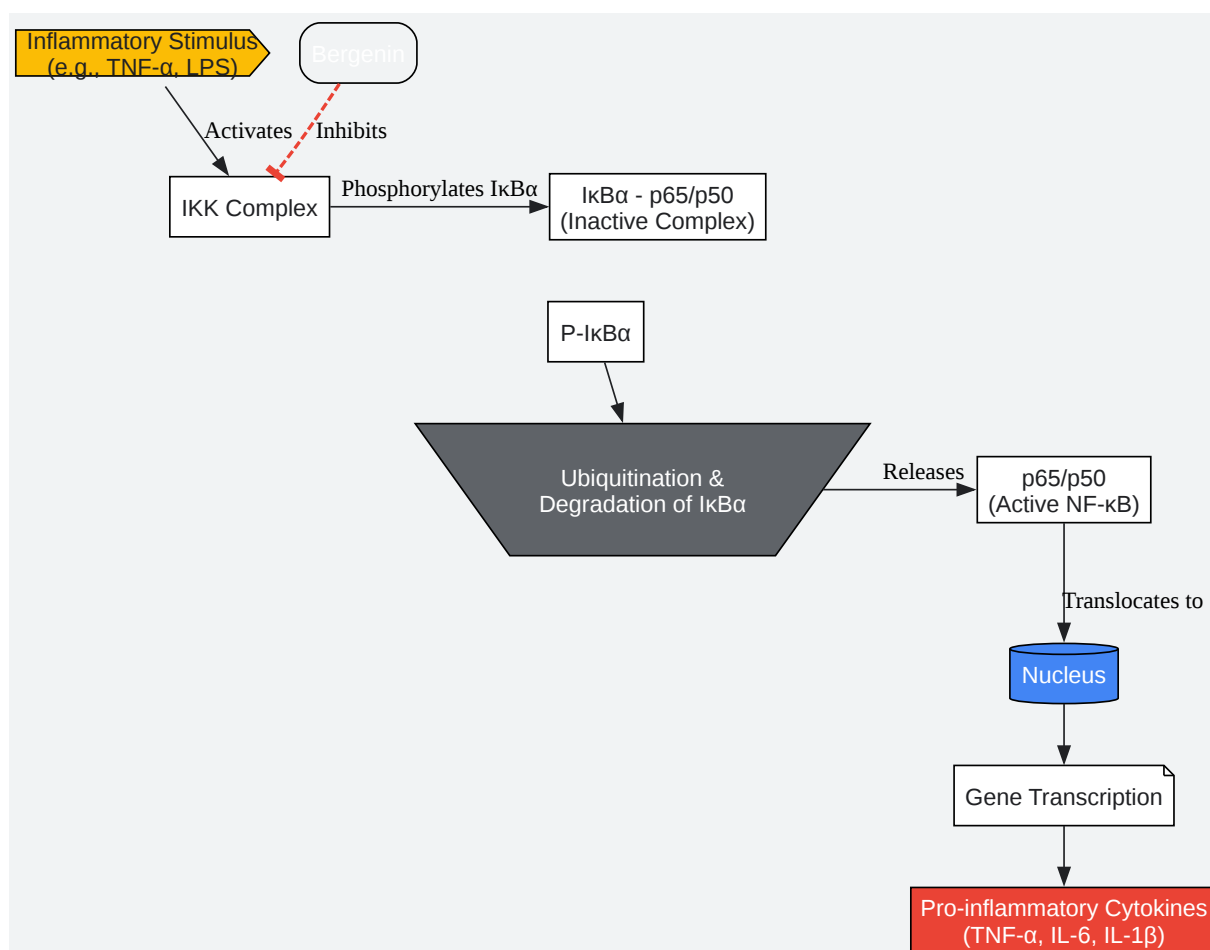 Inflammatory Stimulus
(e.g., TNF-α, LPS)
Bergenin
Activates
Inhibits
IKK Complex
Phosphorylates IκBα
IκBα - p65/p50
(Inactive Complex)
P-IκBα
Ubiquitination &
Degradation of IκBα
Releases
p65/p50
(Active NF-κB)
Translocates to
Nucleus
Gene Transcription
Pro-inflammatory Cytokines
(TNF-α, IL-6, IL-1β)